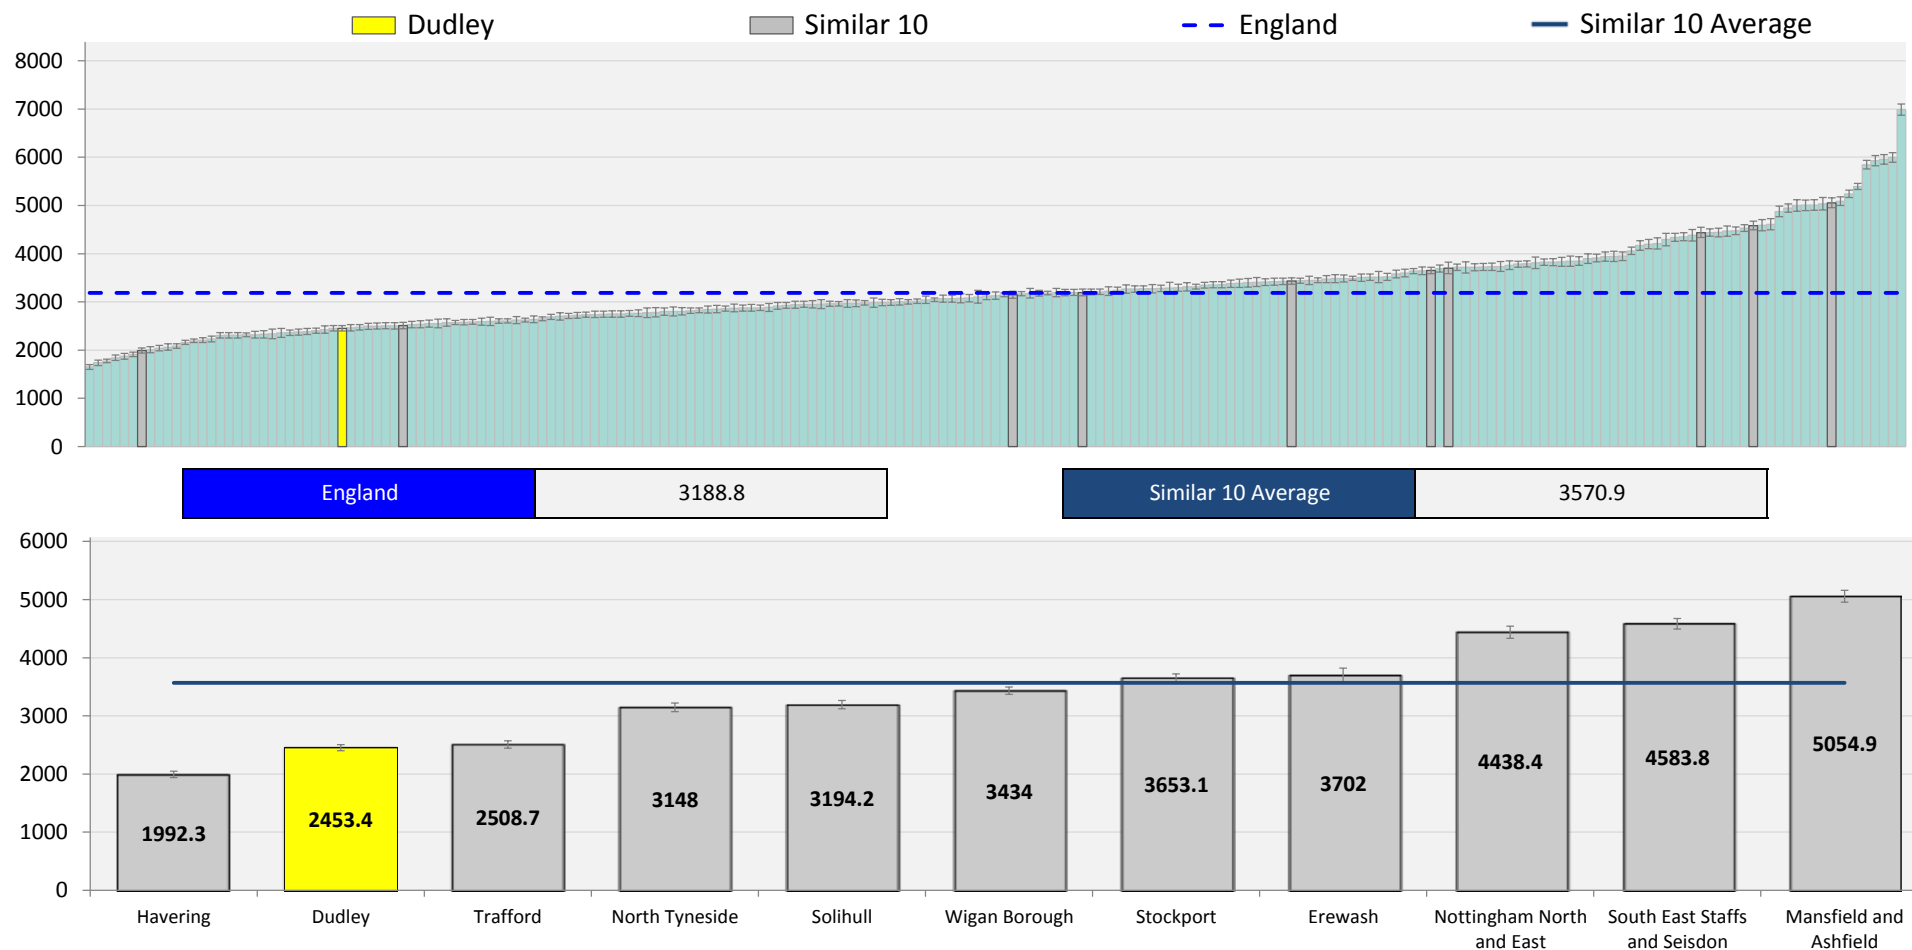 Dudley
Similar 10
England
Similar 10 Average
8000
7000
6000
5000
4000
3000
2000
1000
0
England 3188.8
Similar 10 Average 3570.9
6000
5000
4000
3000
2000
1000
0
1992.3
2453.4
2508.7
3148
3194.2
3434
3653.1
3702
4438.4
4583.8
5054.9
Havering
Dudley
Trafford
North Tyneside
Solihull
Wigan Borough
Stockport
Erewash
Nottingham North
and East
South East Staffs
and Seisdon
Mansfield and
Ashfield